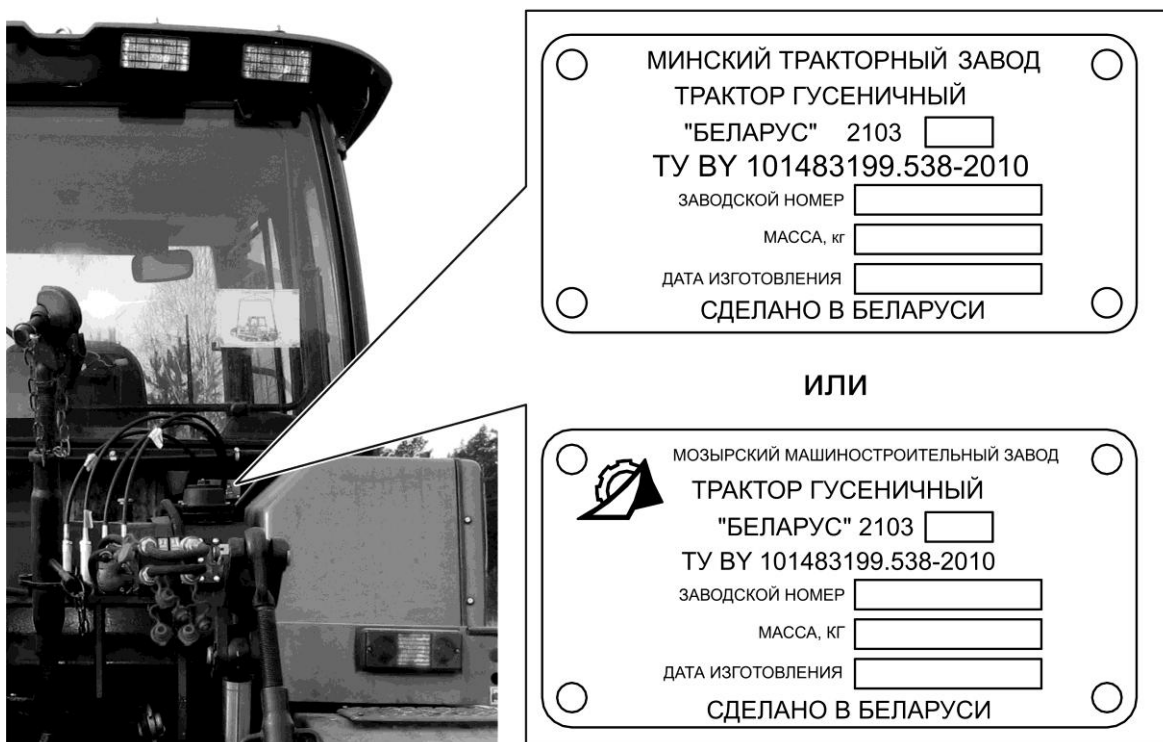 МИНСКИЙ ТРАКТОРНЫЙ ЗАВОД
ТРАКТОР ГУСЕНИЧНЫЙ
"БЕЛАРУС" 2103
ТУ BY 101483199.538-2010
ЗАВОДСКОЙ НОМЕР
МАССА, кг
ДАТА ИЗГОТОВЛЕНИЯ
СДЕЛАНО В БЕЛАРУСИ
ИЛИ
МОЗЫРСКИЙ МАШИНОСТРОИТЕЛЬНЫЙ ЗАВОД
ТРАКТОР ГУСЕНИЧНЫЙ
"БЕЛАРУС" 2103
ТУ BY 101483199.538-2010
ЗАВОДСКОЙ НОМЕР
МАССА, КГ
ДАТА ИЗГОТОВЛЕНИЯ
СДЕЛАНО В БЕЛАРУСИ